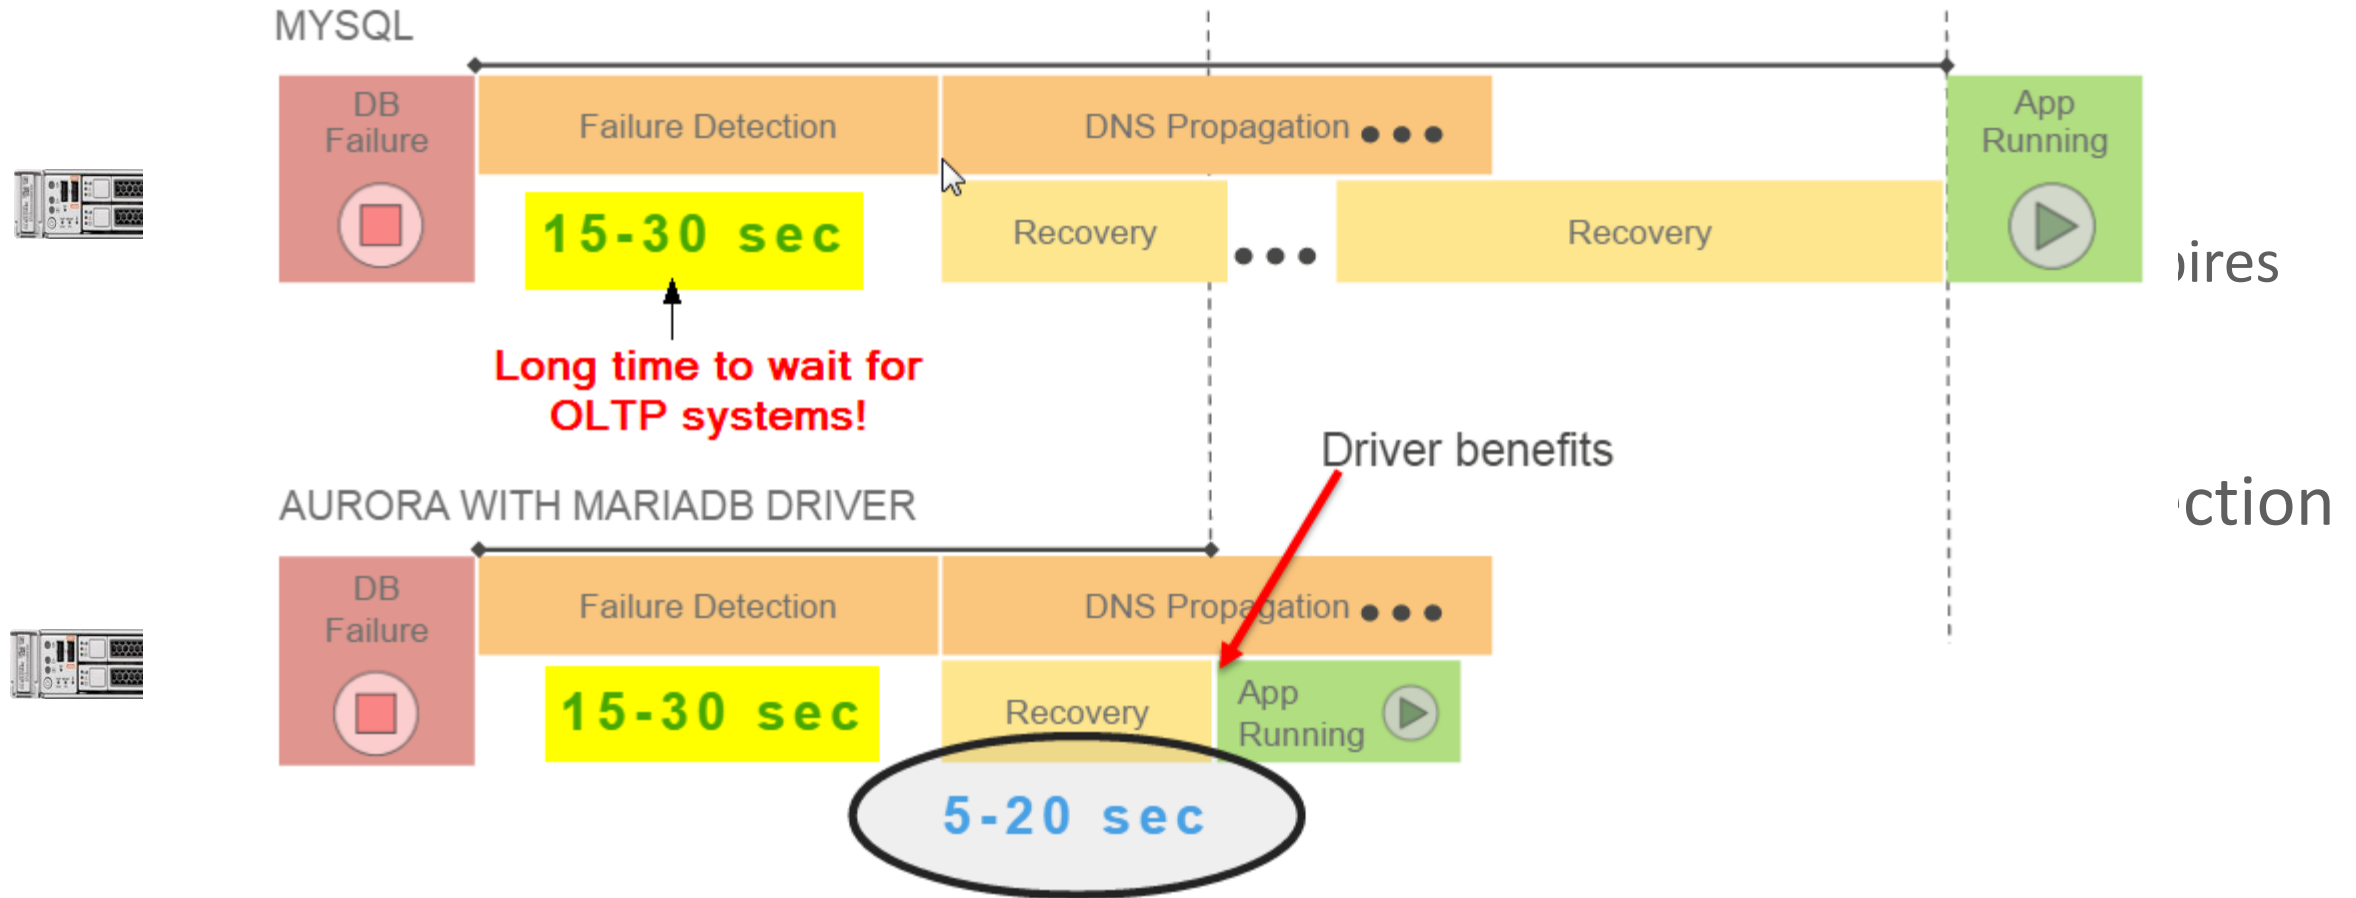 MYSQL
DB
Failure
Failure Detection
DNS Propagation
App
Running
15-30 sec
Recovery
Recovery
Long time to wait for
OLTP systems!
Driver benefits
AURORA WITH MARIADB DRIVER
DB
Failure
Failure Detection
DNS Propagation
15-30 sec
Recovery
App
Running
5-20 sec
ires
ction